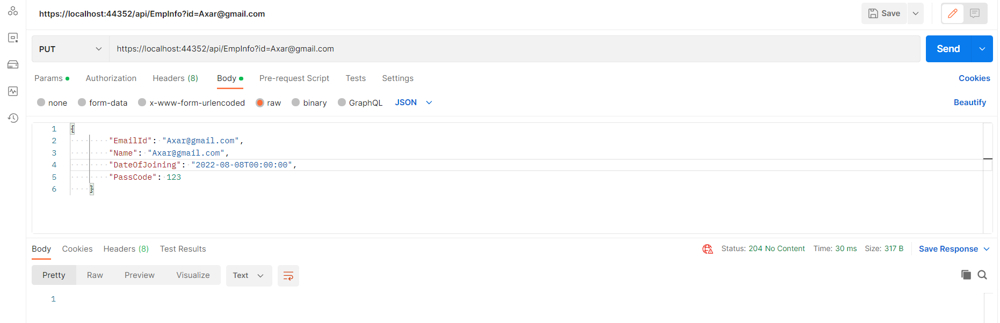 https://localhost:44352/api/EmpInfo?id=Axar@gmail.com
Save
PUT
https://localhost:44352/api/EmpInfo?id=Axar@gmail.com
Send
Params Authorization Headers (8) Body Pre-request Script Tests Settings Cookies
none form-data x-www-form-urlencoded raw binary GraphQL JSON Beautify
1 {
2 "EmailId": "Axar@gmail.com",
3 "Name": "Axar@gmail.com",
4 "DateOfJoining": "2022-08-08T00:00:00",
5 "PassCode": 123
6 }
Body Cookies Headers (8) Test Results Status: 204 No Content Time: 30 ms Size: 317 B Save Response
Pretty Raw Preview Visualize Text
1